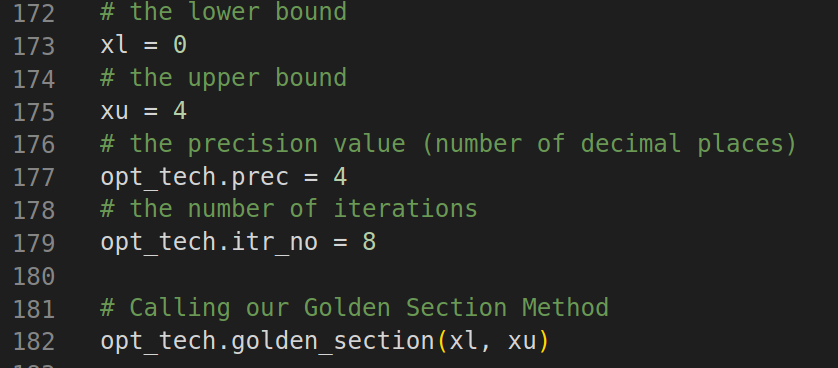 172 # the lower bound
173 xl = 0
174 # the upper bound
175 xu = 4
176 # the precision value (number of decimal places)
177 opt_tech.prec = 4
178 # the number of iterations
179 opt_tech.itr_no = 8
180
181 # Calling our Golden Section Method
182 opt_tech.golden_section(xl, xu)